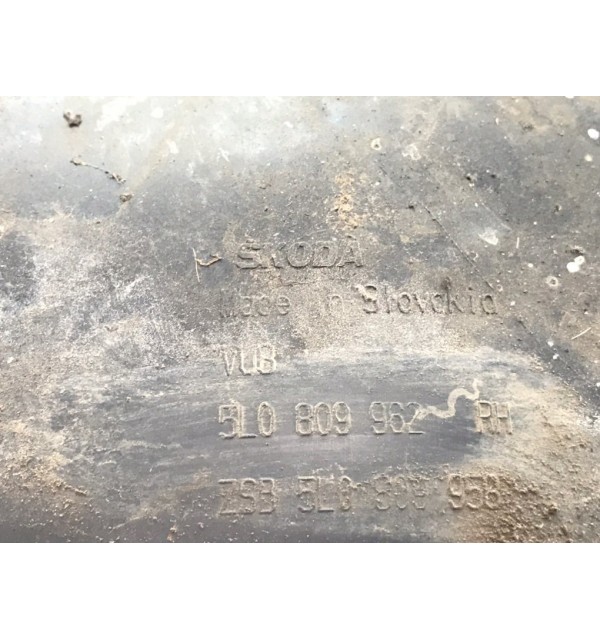 ŠKODA
Made in Slovakia
VUB
5L0 809 962 RH
ZSB 5L0 809 958